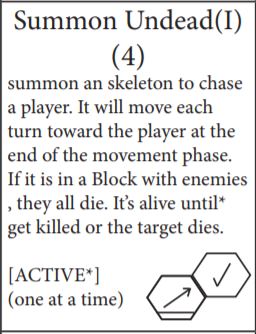 Summon Undead(I)
(4)
summon an skeleton to chase
a player. It will move each
turn toward the player at the
end of the movement phase.
If it is in a Block with enemies
, they all die. It's alive until*
get killed or the target dies.
[ACTIVE*]
(one at a time)